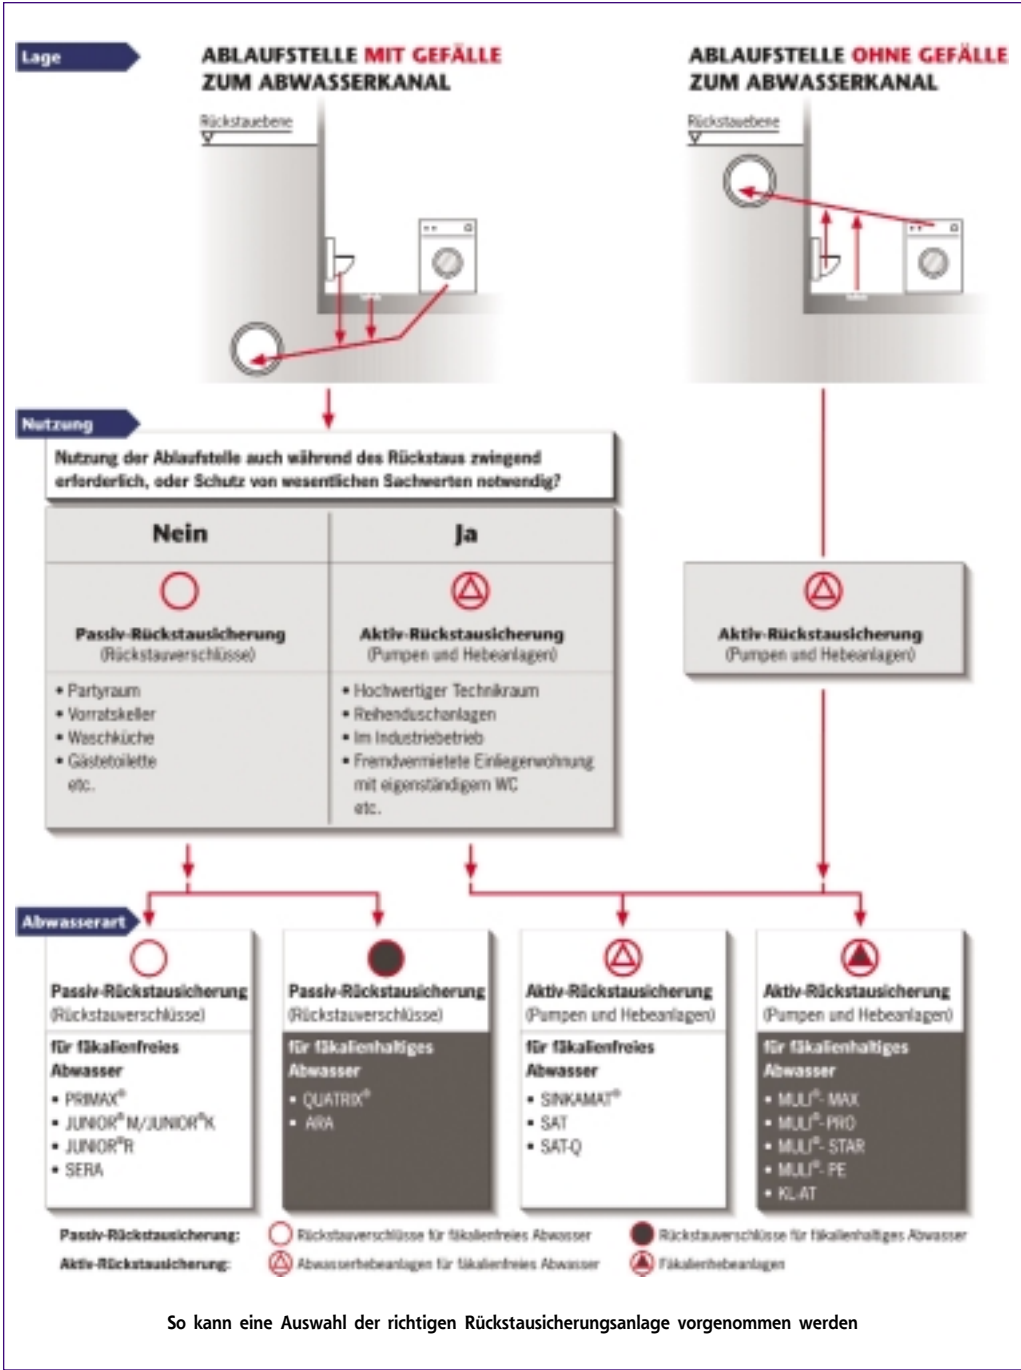 Lage
ABLAUFSTELLE MIT GEFÄLLE
ZUM ABWASSERKANAL
Rückstauebene
ABLAUFSTELLE OHNE GEFÄLLE
ZUM ABWASSERKANAL
Rückstauebene
Nutzung
Nutzung der Ablaufstelle auch während des Rückstaus zwingend
erforderlich, oder Schutz von wesentlichen Sachwerten notwendig?
Nein
Passiv-Rückstausicherung
(Rückstauverschlüsse)
• Partyraum
• Vorratskeller
• Waschküche
• Gästetoilette
etc.
Ja
Aktiv-Rückstausicherung
(Pumpen und Hebeanlagen)
• Hochwertiger Technikraum
• Reihenduschanlagen
• Im Industriebetrieb
• Fremdvermietete Einliegerwohnung
mit eigenständigem WC
etc.
Aktiv-Rückstausicherung
(Pumpen und Hebeanlagen)
Abwasserart
Passiv-Rückstausicherung
(Rückstauverschlüsse)
für fäkalienfreies
Abwasser
• PRIMAX®
• JUNIOR® M/JUNIOR®K
• JUNIOR®R
• SERA
Passiv-Rückstausicherung
(Rückstauverschlüsse)
für fäkalienhaltiges
Abwasser
• QUATRIX®
• ARA
Aktiv-Rückstausicherung
(Pumpen und Hebeanlagen)
für fäkalienfreies
Abwasser
• SINKAMAT®
• SAT
• SAT-Q
Aktiv-Rückstausicherung
(Pumpen und Hebeanlagen)
für fäkalienhaltiges
Abwasser
• MULI®- MAX
• MULI®- PRO
• MULI®- STAR
• MULI®- PE
• KL-AT
Passiv-Rückstausicherung: Rückstauverschlüsse für fäkalienfreies Abwasser Rückstauverschlüsse für fäkalienhaltiges Abwasser
Aktiv-Rückstausicherung: Abwasserhebeanlagen für fäkalienfreies Abwasser Fäkalienhebeanlagen
So kann eine Auswahl der richtigen Rückstausicherungsanlage vorgenommen werden